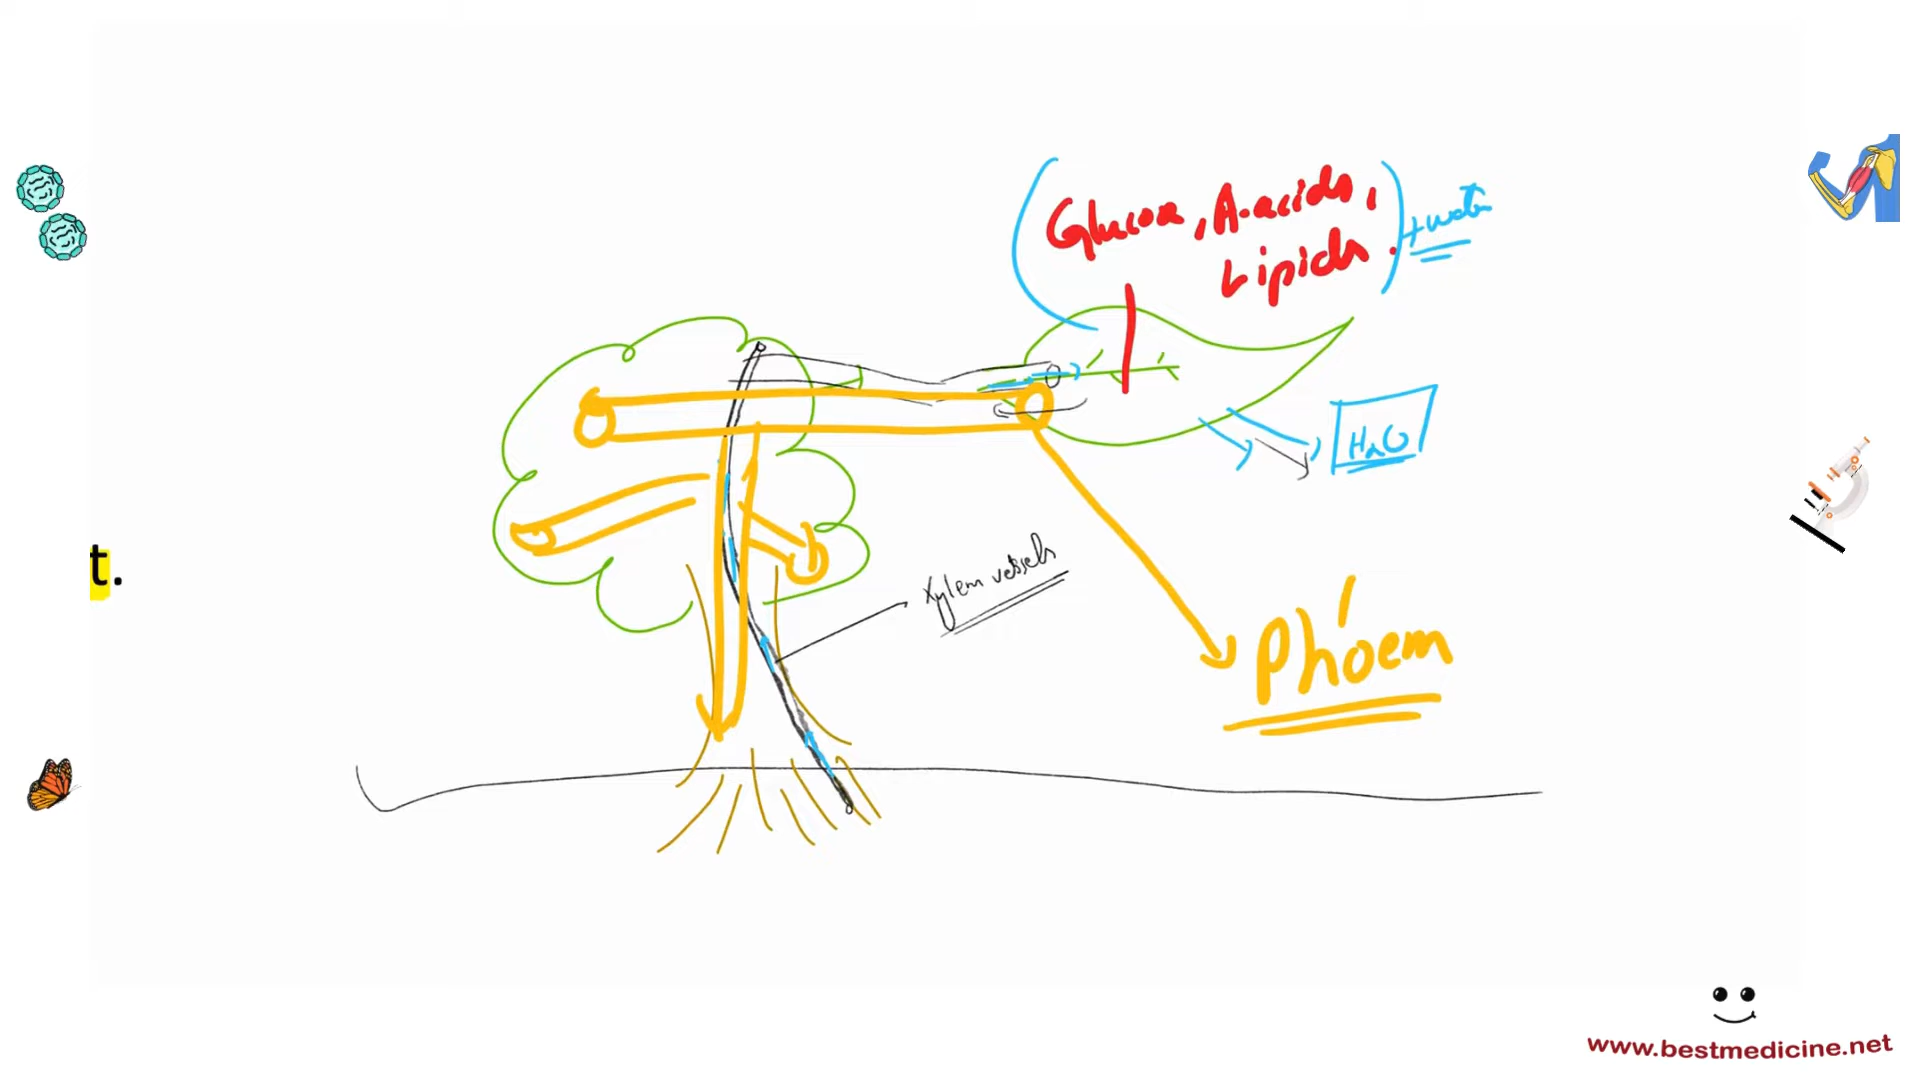 Glucose, A.acids,
Lipids.
+ water
H2O
t.
Xylem vessels
Phloem
www.bestmedicine.net